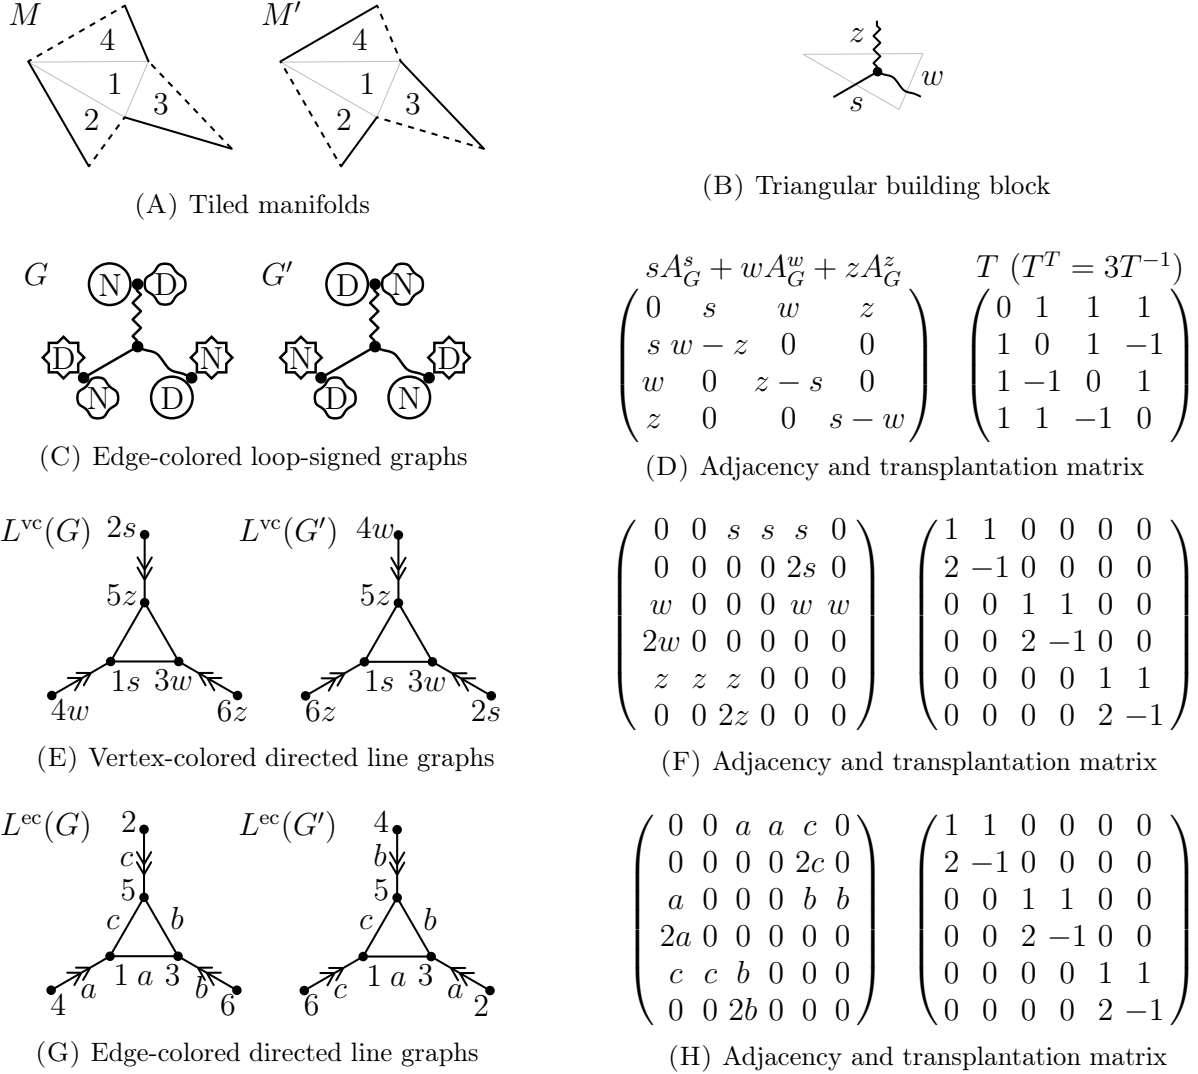 M M′
4 4
1 1
2 3 2 3
(A) Tiled manifolds
z
w
s
(B) Triangular building block
G G′
N D D N
D N N D
N D D N
(C) Edge-colored loop-signed graphs
sA_G^s + wA_G^w + zA_G^z T (T^T = 3T^{-1})
0 s w z 0 1 1 1
s w − z 0 0 1 0 1 −1
w 0 z − s 0 1 −1 0 1
z 0 0 s − w 1 1 −1 0
(D) Adjacency and transplantation matrix
L^{vc}(G) 2s L^{vc}(G′) 4w
5z 5z
1s 3w 1s 3w
4w 6z 6z 2s
(E) Vertex-colored directed line graphs
0 0 s s s 0 1 1 0 0 0 0
0 0 0 0 2s 0 2 −1 0 0 0 0
w 0 0 0 w w 0 0 1 1 0 0
2w 0 0 0 0 0 0 0 2 −1 0 0
z z z 0 0 0 0 0 0 0 1 1
0 0 2z 0 0 0 0 0 0 0 2 −1
(F) Adjacency and transplantation matrix
L^{ec}(G) 2 L^{ec}(G′) 4
c b
5 5
c b c b
1 a 3 1 a 3
a b c a
4 6 6 2
(G) Edge-colored directed line graphs
0 0 a a c 0 1 1 0 0 0 0
0 0 0 0 2c 0 2 −1 0 0 0 0
a 0 0 0 b b 0 0 1 1 0 0
2a 0 0 0 0 0 0 0 2 −1 0 0
c c b 0 0 0 0 0 0 0 1 1
0 0 2b 0 0 0 0 0 0 0 2 −1
(H) Adjacency and transplantation matrix